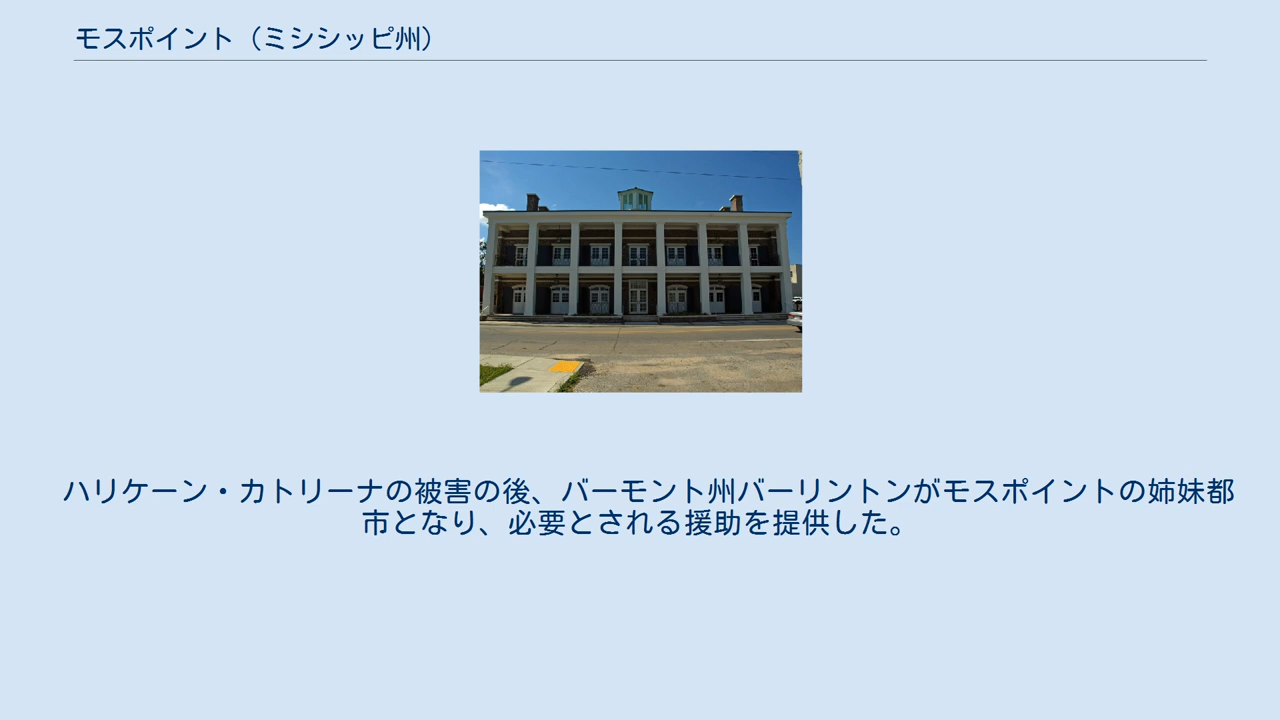 モスポイント（ミシシッピ州）
ハリケーン・カトリーナの被害の後、バーモント州バーリントンがモスポイントの姉妹都
市となり、必要とされる援助を提供した。